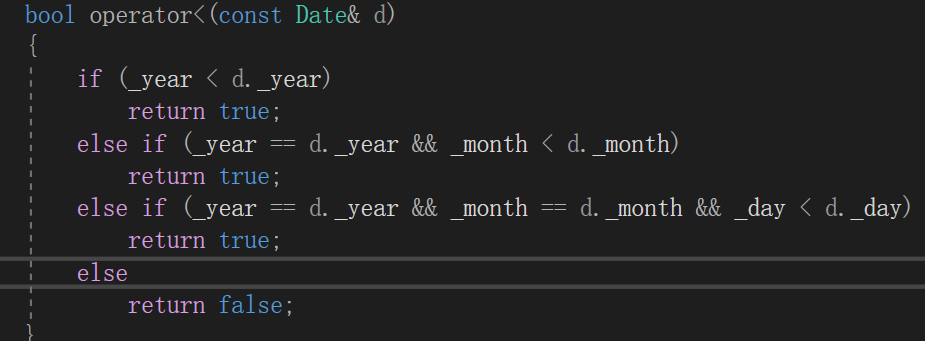 bool operator<(const Date& d)
{
    if (_year < d._year)
        return true;
    else if (_year == d._year && _month < d._month)
        return true;
    else if (_year == d._year && _month == d._month && _day < d._day)
        return true;
    else
        return false;
}